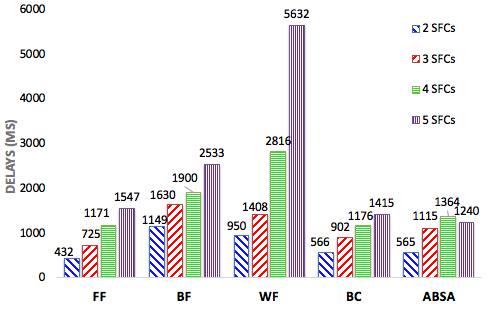 6000
5000
4000
3000
2000
1000
0
DELAYS (MS)
432
725
1171
1547
1149
1630
1900
2533
950
1408
2816
5632
566
902
1176
1415
565
1115
1364
1240
FF
BF
WF
BC
ABSA
2 SFCs
3 SFCs
4 SFCs
5 SFCs